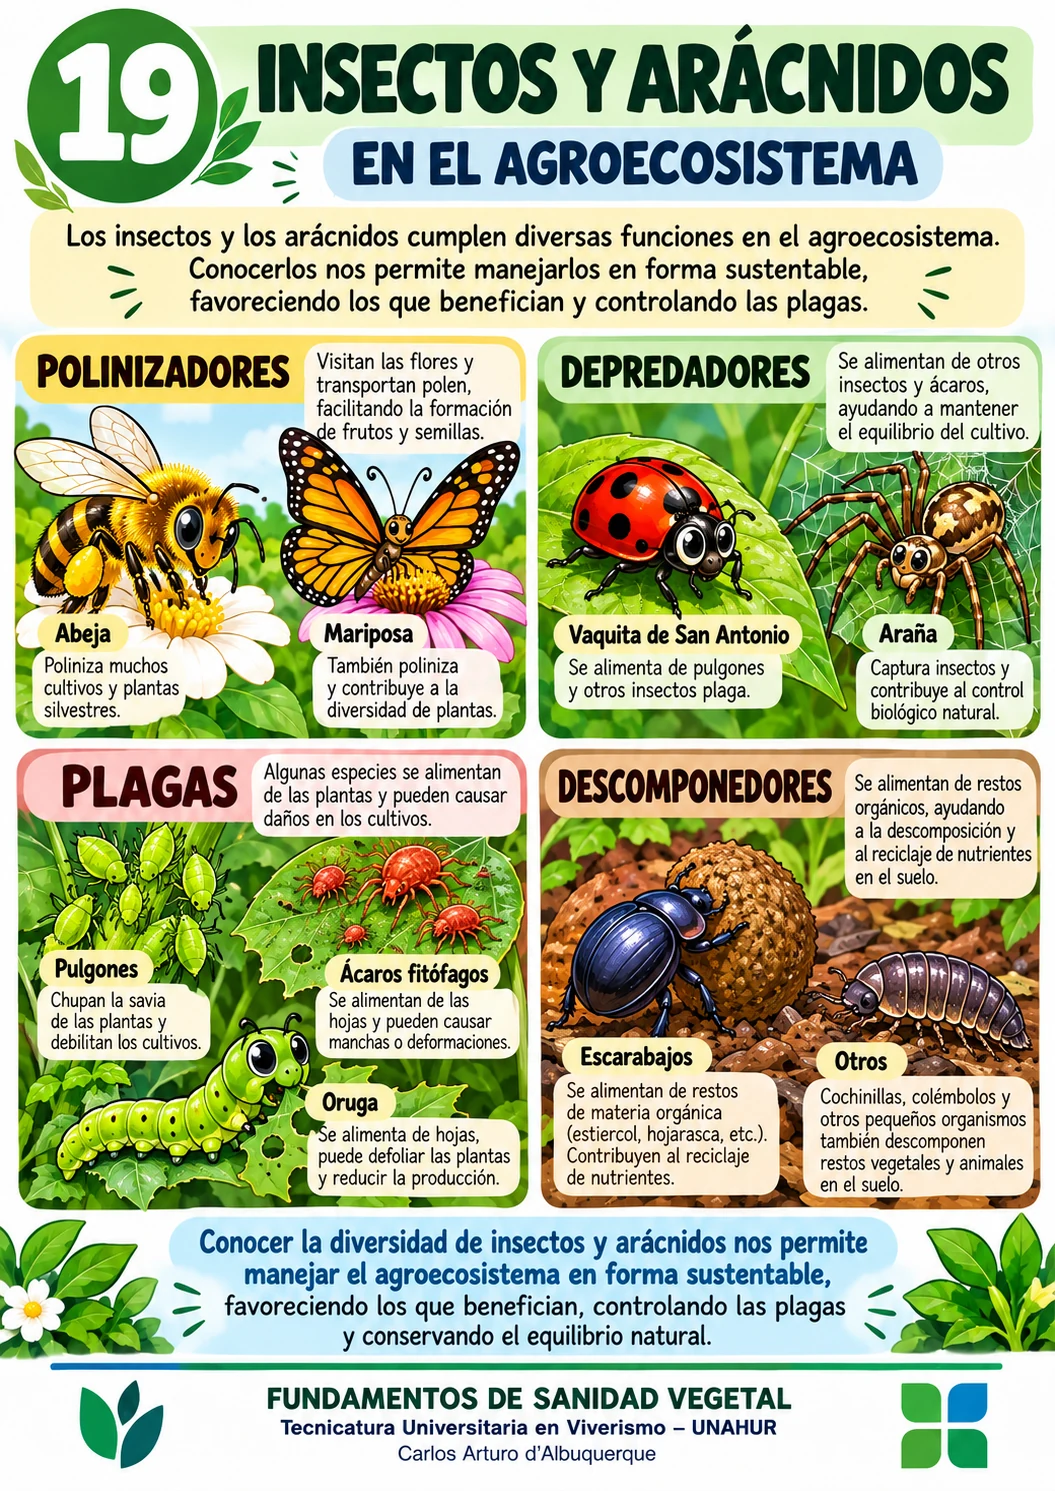 19
INSECTOS Y ARÁCNIDOS
EN EL AGROECOSISTEMA
Los insectos y los arácnidos cumplen diversas funciones en el agroecosistema.
Conocerlos nos permite manejarlos en forma sustentable,
favoreciendo los que benefician y controlando las plagas.
POLINIZADORES
Visitan las flores y
transportan polen,
facilitando la formación
de frutos y semillas.
Abeja
Poliniza muchos
cultivos y plantas
silvestres.
Mariposa
También poliniza
y contribuye a la
diversidad de plantas.
DEPREDADORES
Se alimentan de otros
insectos y ácaros,
ayudando a mantener
el equilibrio del cultivo.
Vaquita de San Antonio
Se alimenta de pulgones
y otros insectos plaga.
Araña
Captura insectos y
contribuye al control
biológico natural.
PLAGAS
Algunas especies se alimentan
de las plantas y pueden causar
daños en los cultivos.
Pulgones
Chupan la savia
de las plantas y
debilitan los cultivos.
Ácaros fitófagos
Se alimentan de las
hojas y pueden causar
manchas o deformaciones.
Oruga
Se alimenta de hojas,
puede defoliar las plantas
y reducir la producción.
DESCOMPONEDORES
Se alimentan de restos
orgánicos, ayudando
a la descomposición y
al reciclaje de nutrientes
en el suelo.
Escarabajos
Se alimentan de restos
de materia orgánica
(estiercol, hojarasca, etc.).
Contribuyen al reciclaje
de nutrientes.
Otros
Cochinillas, colémbolos y
otros pequeños organismos
también descomponen
restos vegetales y animales
en el suelo.
Conocer la diversidad de insectos y arácnidos nos permite
manejar el agroecosistema en forma sustentable,
favoreciendo los que benefician, controlando las plagas
y conservando el equilibrio natural.
FUNDAMENTOS DE SANIDAD VEGETAL
Tecnicatura Universitaria en Viverismo – UNAHUR
Carlos Arturo d'Albuquerque